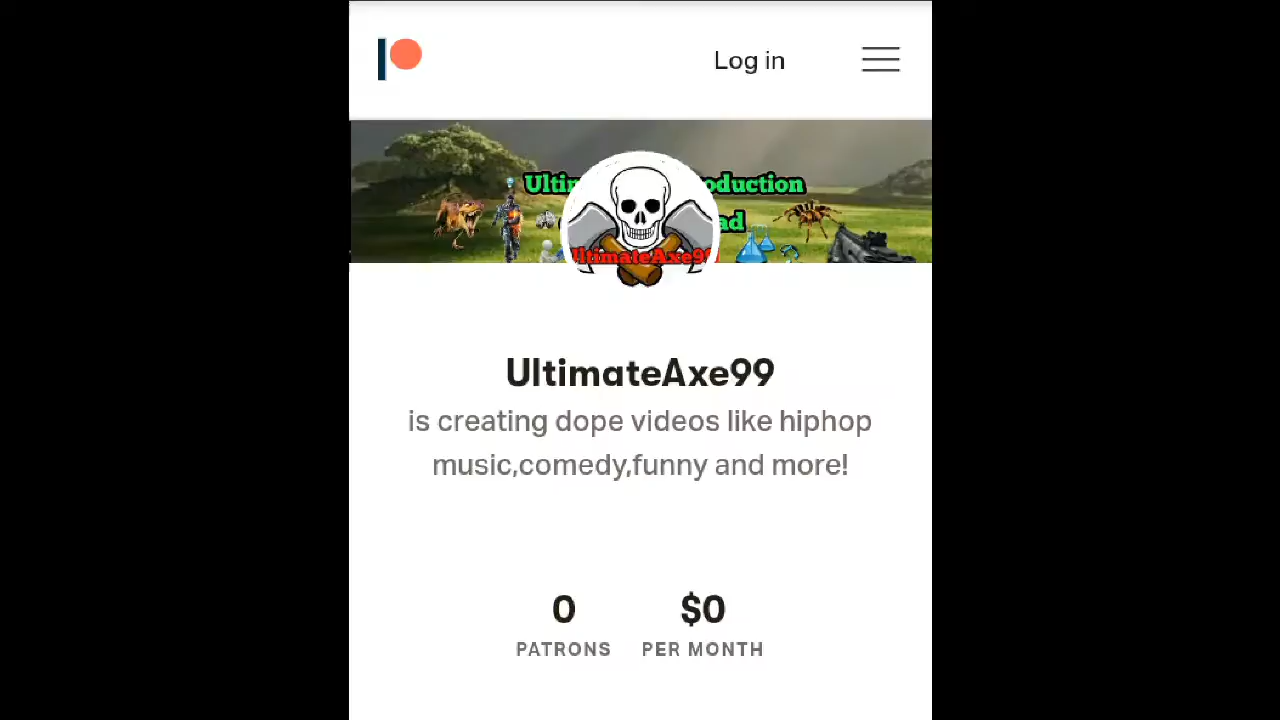 Log in
UltimateAxe99
UltimateAxe99
is creating dope videos like hiphop
music,comedy,funny and more!
0 $0
PATRONS PER MONTH